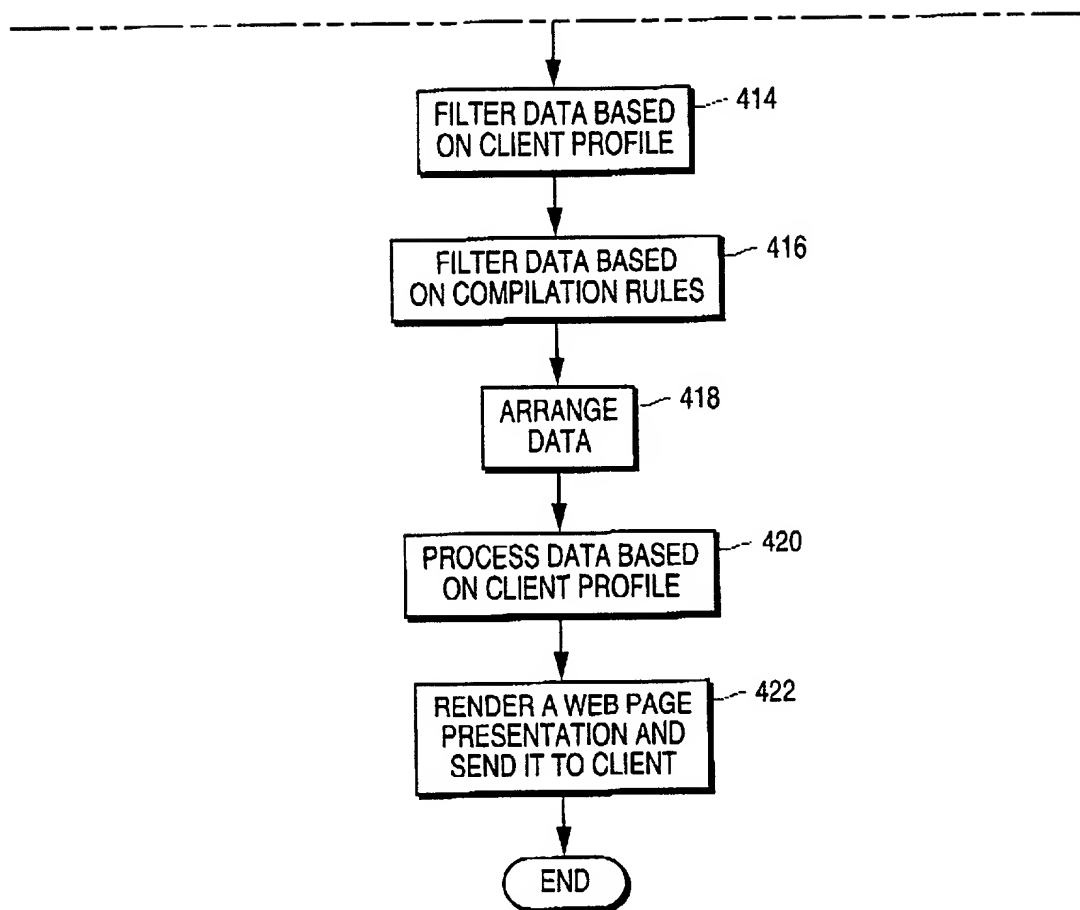 FILTER DATA BASED
ON CLIENT PROFILE
414
FILTER DATA BASED
ON COMPILATION RULES
416
ARRANGE
DATA
418
PROCESS DATA BASED
ON CLIENT PROFILE
420
RENDER A WEB PAGE
PRESENTATION AND
SEND IT TO CLIENT
422
END